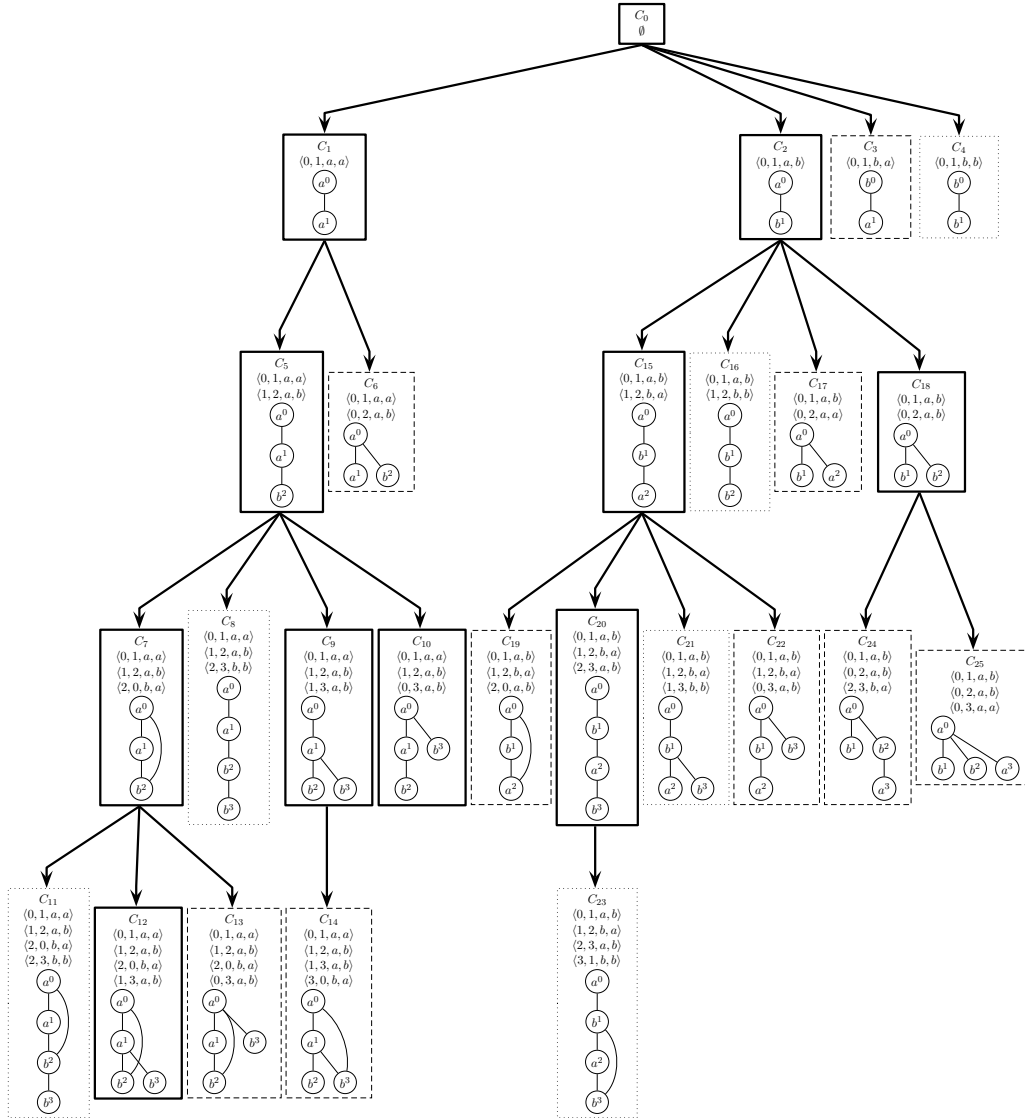 C₀
∅
C₁
⟨0, 1, a, a⟩
a⁰
a¹
C₂
⟨0, 1, a, b⟩
a⁰
b¹
C₃
⟨0, 1, b, a⟩
b⁰
a¹
C₄
⟨0, 1, b, b⟩
b⁰
b¹
C₅
⟨0, 1, a, a⟩
⟨1, 2, a, b⟩
a⁰
a¹
b²
C₆
⟨0, 1, a, a⟩
⟨0, 2, a, b⟩
a⁰
a¹ b²
C₁₅
⟨0, 1, a, b⟩
⟨1, 2, b, a⟩
a⁰
b¹
a²
C₁₆
⟨0, 1, a, b⟩
⟨1, 2, b, b⟩
a⁰
b¹
b²
C₁₇
⟨0, 1, a, b⟩
⟨0, 2, a, a⟩
a⁰
b¹ a²
C₁₈
⟨0, 1, a, b⟩
⟨0, 2, a, b⟩
a⁰
b¹ b²
C₇
⟨0, 1, a, a⟩
⟨1, 2, a, b⟩
⟨2, 0, b, a⟩
a⁰
a¹
b²
C₈
⟨0, 1, a, a⟩
⟨1, 2, a, b⟩
⟨2, 3, b, b⟩
a⁰
a¹
b²
b³
C₉
⟨0, 1, a, a⟩
⟨1, 2, a, b⟩
⟨1, 3, a, b⟩
a⁰
a¹
b² b³
C₁₀
⟨0, 1, a, a⟩
⟨1, 2, a, b⟩
⟨0, 3, a, b⟩
a⁰
a¹ b³
b²
C₁₉
⟨0, 1, a, b⟩
⟨1, 2, b, a⟩
⟨2, 0, a, b⟩
a⁰
b¹
a²
C₂₀
⟨0, 1, a, b⟩
⟨1, 2, b, a⟩
⟨2, 3, a, b⟩
a⁰
b¹
a²
b³
C₂₁
⟨0, 1, a, b⟩
⟨1, 2, b, a⟩
⟨1, 3, b, b⟩
a⁰
b¹
a² b³
C₂₂
⟨0, 1, a, b⟩
⟨1, 2, b, a⟩
⟨0, 3, a, b⟩
a⁰
b¹ b³
a²
C₂₄
⟨0, 1, a, b⟩
⟨0, 2, a, b⟩
⟨2, 3, b, a⟩
a⁰
b¹ b²
a³
C₂₅
⟨0, 1, a, b⟩
⟨0, 2, a, b⟩
⟨0, 3, a, a⟩
a⁰
b¹ b² a³
C₁₁
⟨0, 1, a, a⟩
⟨1, 2, a, b⟩
⟨2, 0, b, a⟩
⟨2, 3, b, b⟩
a⁰
a¹
b²
b³
C₁₂
⟨0, 1, a, a⟩
⟨1, 2, a, b⟩
⟨2, 0, b, a⟩
⟨1, 3, a, b⟩
a⁰
a¹
b² b³
C₁₃
⟨0, 1, a, a⟩
⟨1, 2, a, b⟩
⟨2, 0, b, a⟩
⟨0, 3, a, b⟩
a⁰
a¹ b³
b²
C₁₄
⟨0, 1, a, a⟩
⟨1, 2, a, b⟩
⟨1, 3, a, b⟩
⟨3, 0, b, a⟩
a⁰
a¹
b² b³
C₂₃
⟨0, 1, a, b⟩
⟨1, 2, b, a⟩
⟨2, 3, a, b⟩
⟨3, 1, b, b⟩
a⁰
b¹
a²
b³